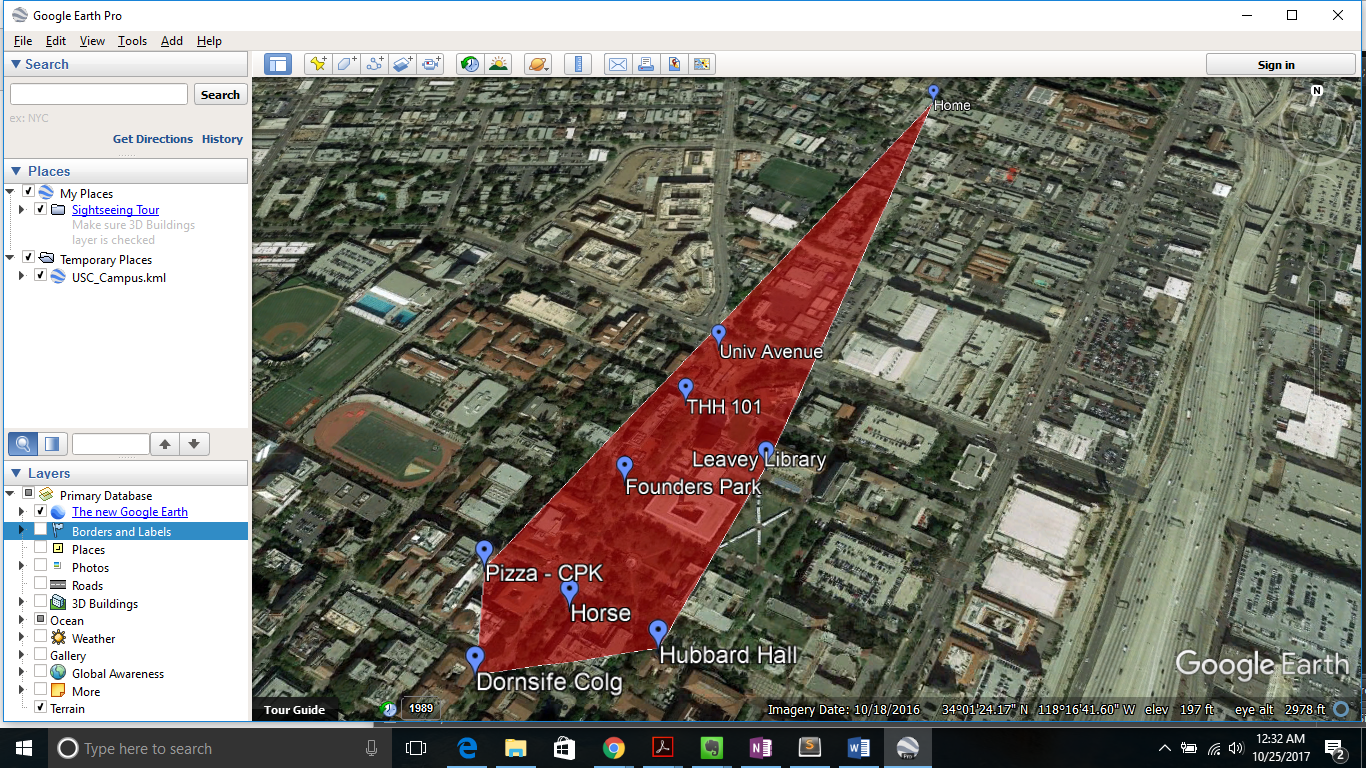 Google Earth Pro
File Edit View Tools Add Help
Search
Sign in
Search
ex: NYC
Get Directions History
Places
My Places
Sightseeing Tour
Make sure 3D Buildings
layer is checked
Temporary Places
USC_Campus.kml
Layers
Primary Database
The new Google Earth
Borders and Labels
Places
Photos
Roads
3D Buildings
Ocean
Weather
Gallery
Global Awareness
More
Terrain
N
Home
Univ Avenue
THH 101
Leavey Library
Founders Park
Pizza - CPK
Horse
Hubbard Hall
Dornsife Colg
Google Earth
Tour Guide
1989
Imagery Date: 10/18/2016 34°01'24.17" N 118°16'41.60" W elev 197 ft eye alt 2978 ft
Type here to search
Pro
12:32 AM
10/25/2017
2